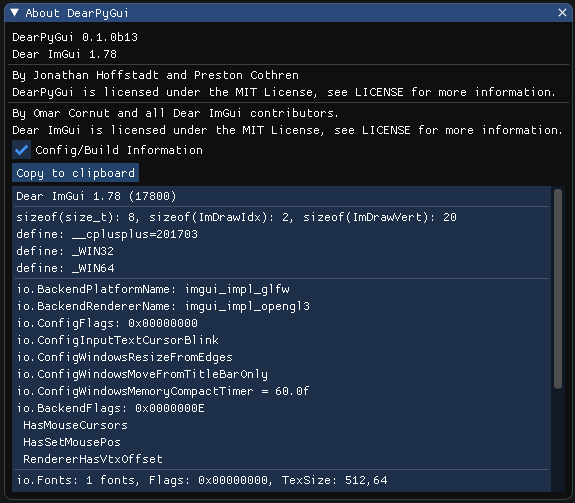 About DearPyGui
DearPyGui 0.1.0b13
Dear ImGui 1.78
By Jonathan Hoffstadt and Preston Cothren
DearPyGui is licensed under the MIT License, see LICENSE for more information.
By Omar Cornut and all Dear ImGui contributors.
Dear ImGui is licensed under the MIT License, see LICENSE for more information.
Config/Build Information
Copy to clipboard
Dear ImGui 1.78 (17800)
sizeof(size_t): 8, sizeof(ImDrawIdx): 2, sizeof(ImDrawVert): 20
define: __cplusplus=201703
define: _WIN32
define: _WIN64
io.BackendPlatformName: imgui_impl_glfw
io.BackendRendererName: imgui_impl_opengl3
io.ConfigFlags: 0x00000000
io.ConfigInputTextCursorBlink
io.ConfigWindowsResizeFromEdges
io.ConfigWindowsMoveFromTitleBarOnly
io.ConfigWindowsMemoryCompactTimer = 60.0f
io.BackendFlags: 0x0000000E
HasMouseCursors
HasSetMousePos
RendererHasVtxOffset
io.Fonts: 1 fonts, Flags: 0x00000000, TexSize: 512,64